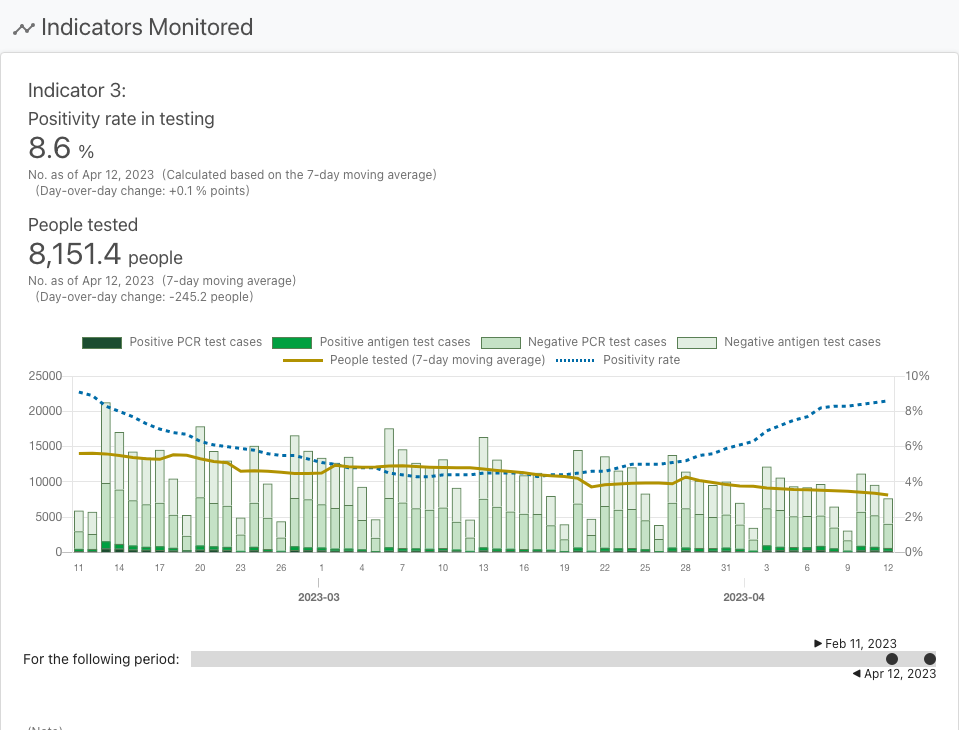 Indicators Monitored
Indicator 3:
Positivity rate in testing
8.6 %
No. as of Apr 12, 2023 (Calculated based on the 7-day moving average)
(Day-over-day change: +0.1 % points)
People tested
8,151.4 people
No. as of Apr 12, 2023 (7-day moving average)
(Day-over-day change: -245.2 people)
Positive PCR test cases Positive antigen test cases Negative PCR test cases Negative antigen test cases
People tested (7-day moving average) Positivity rate
25000 10%
20000 8%
15000 6%
10000 4%
5000 2%
0 0%
11 14 17 20 23 26 1 4 7 10 13 16 19 22 25 28 31 3 6 9 12
2023-03 2023-04
▶ Feb 11, 2023
For the following period:
◀ Apr 12, 2023
(Note)